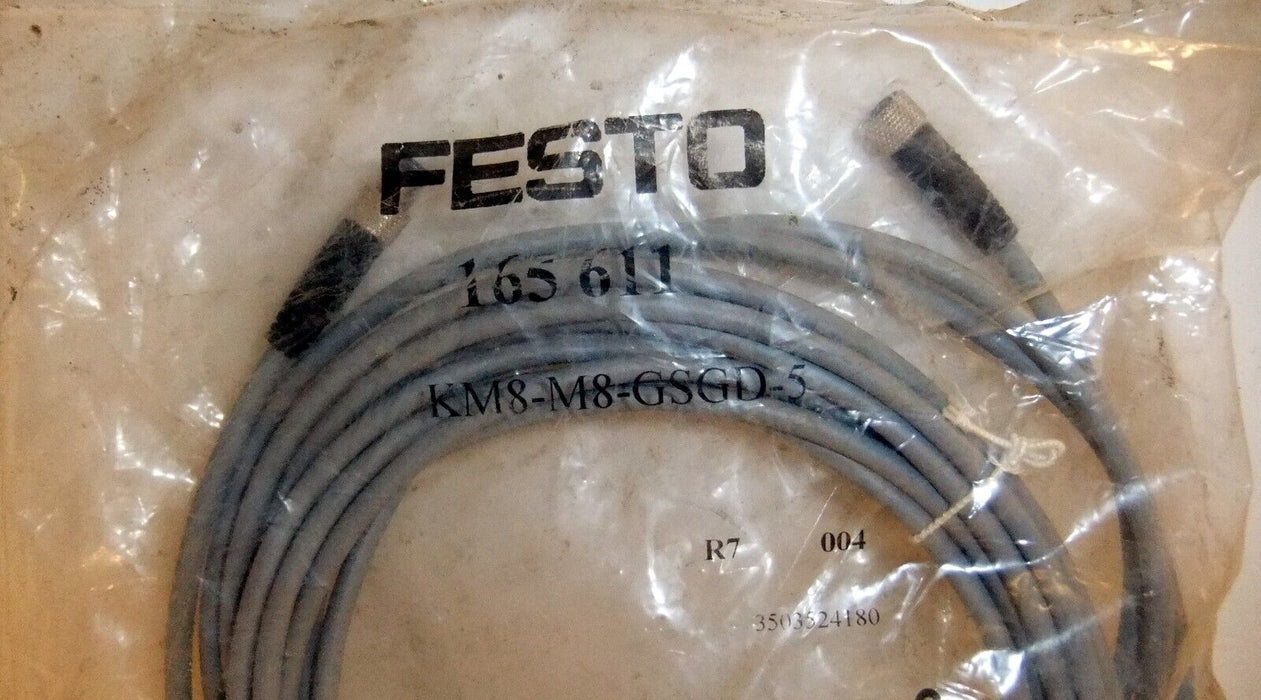 FESTO
165 611
KM8-M8-GSGD-5
R7 004
3503524180